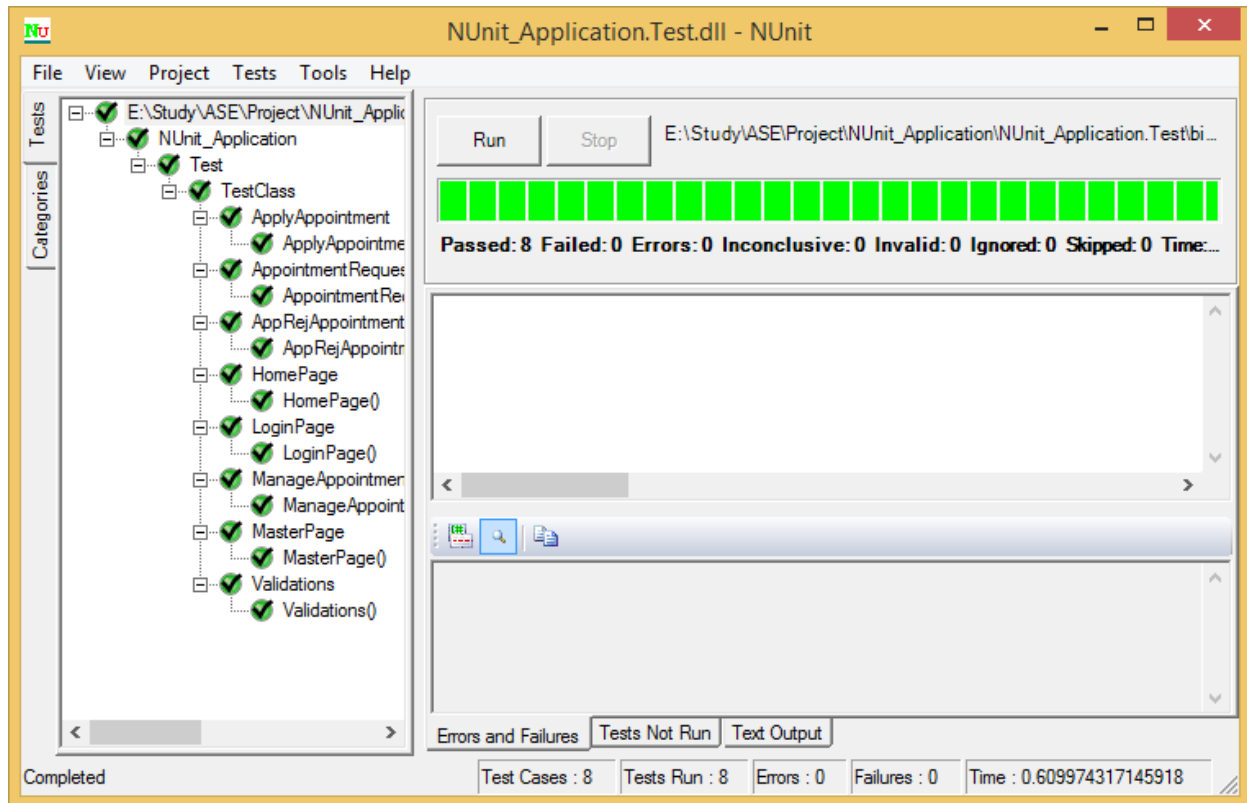 NU
NUnit_Application.Test.dll - NUnit
File View Project Tests Tools Help
Tests
Categories
E:\Study\ASE\Project\NUnit_Applic
NUnit_Application
Test
TestClass
ApplyAppointment
ApplyAppointme
AppointmentReques
AppointmentRe
AppRejAppointment
AppRejAppointr
HomePage
HomePage()
LoginPage
LoginPage()
ManageAppointmer
ManageAppoint
MasterPage
MasterPage()
Validations
Validations()
Run
Stop
E:\Study\ASE\Project\NUnit_Application\NUnit_Application.Test\bi...
Passed: 8 Failed: 0 Errors: 0 Inconclusive: 0 Invalid: 0 Ignored: 0 Skipped: 0 Time:...
Errors and Failures
Tests Not Run
Text Output
Completed
Test Cases : 8
Tests Run : 8
Errors : 0
Failures : 0
Time : 0.609974317145918